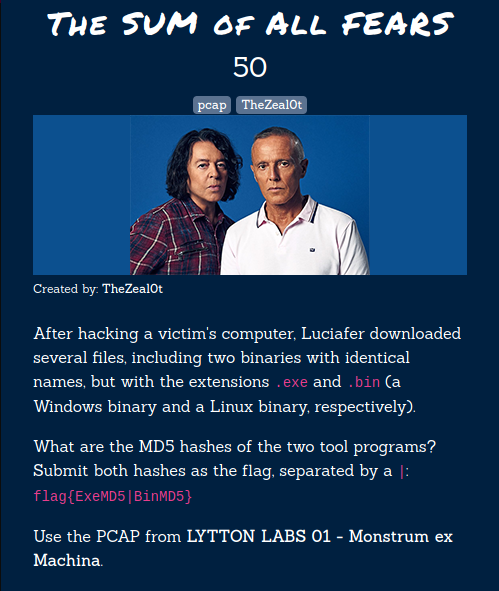 The SUM of All FEARS
50
pcap TheZeal0t
Created by: TheZeal0t
After hacking a victim's computer, Luciafer downloaded
several files, including two binaries with identical
names, but with the extensions .exe and .bin (a
Windows binary and a Linux binary, respectively).
What are the MD5 hashes of the two tool programs?
Submit both hashes as the flag, separated by a |:
flag{ExeMD5|BinMD5}
Use the PCAP from LYTTON LABS 01 - Monstrum ex
Machina.